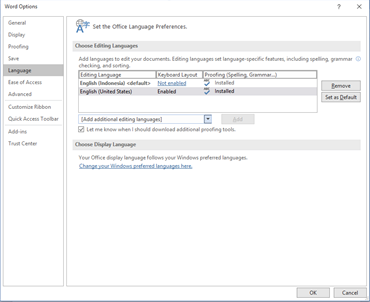 Word Options
General
Display
Proofing
Save
Language
Ease of Access
Advanced
Customize Ribbon
Quick Access Toolbar
Add-ins
Trust Center
Set the Office Language Preferences.
Choose Editing Languages
Add languages to edit your documents. Editing languages set language-specific features, including spelling, grammar
checking, and sorting.
Editing Language Keyboard Layout Proofing (Spelling, Grammar...)
English (Indonesia) <default> Not enabled Installed
English (United States) Enabled Installed
Remove
Set as Default
[Add additional editing languages] Add
Let me know when I should download additional proofing tools.
Choose Display Language
Your Office display language follows your Windows preferred languages.
Change your Windows preferred languages here.
OK Cancel